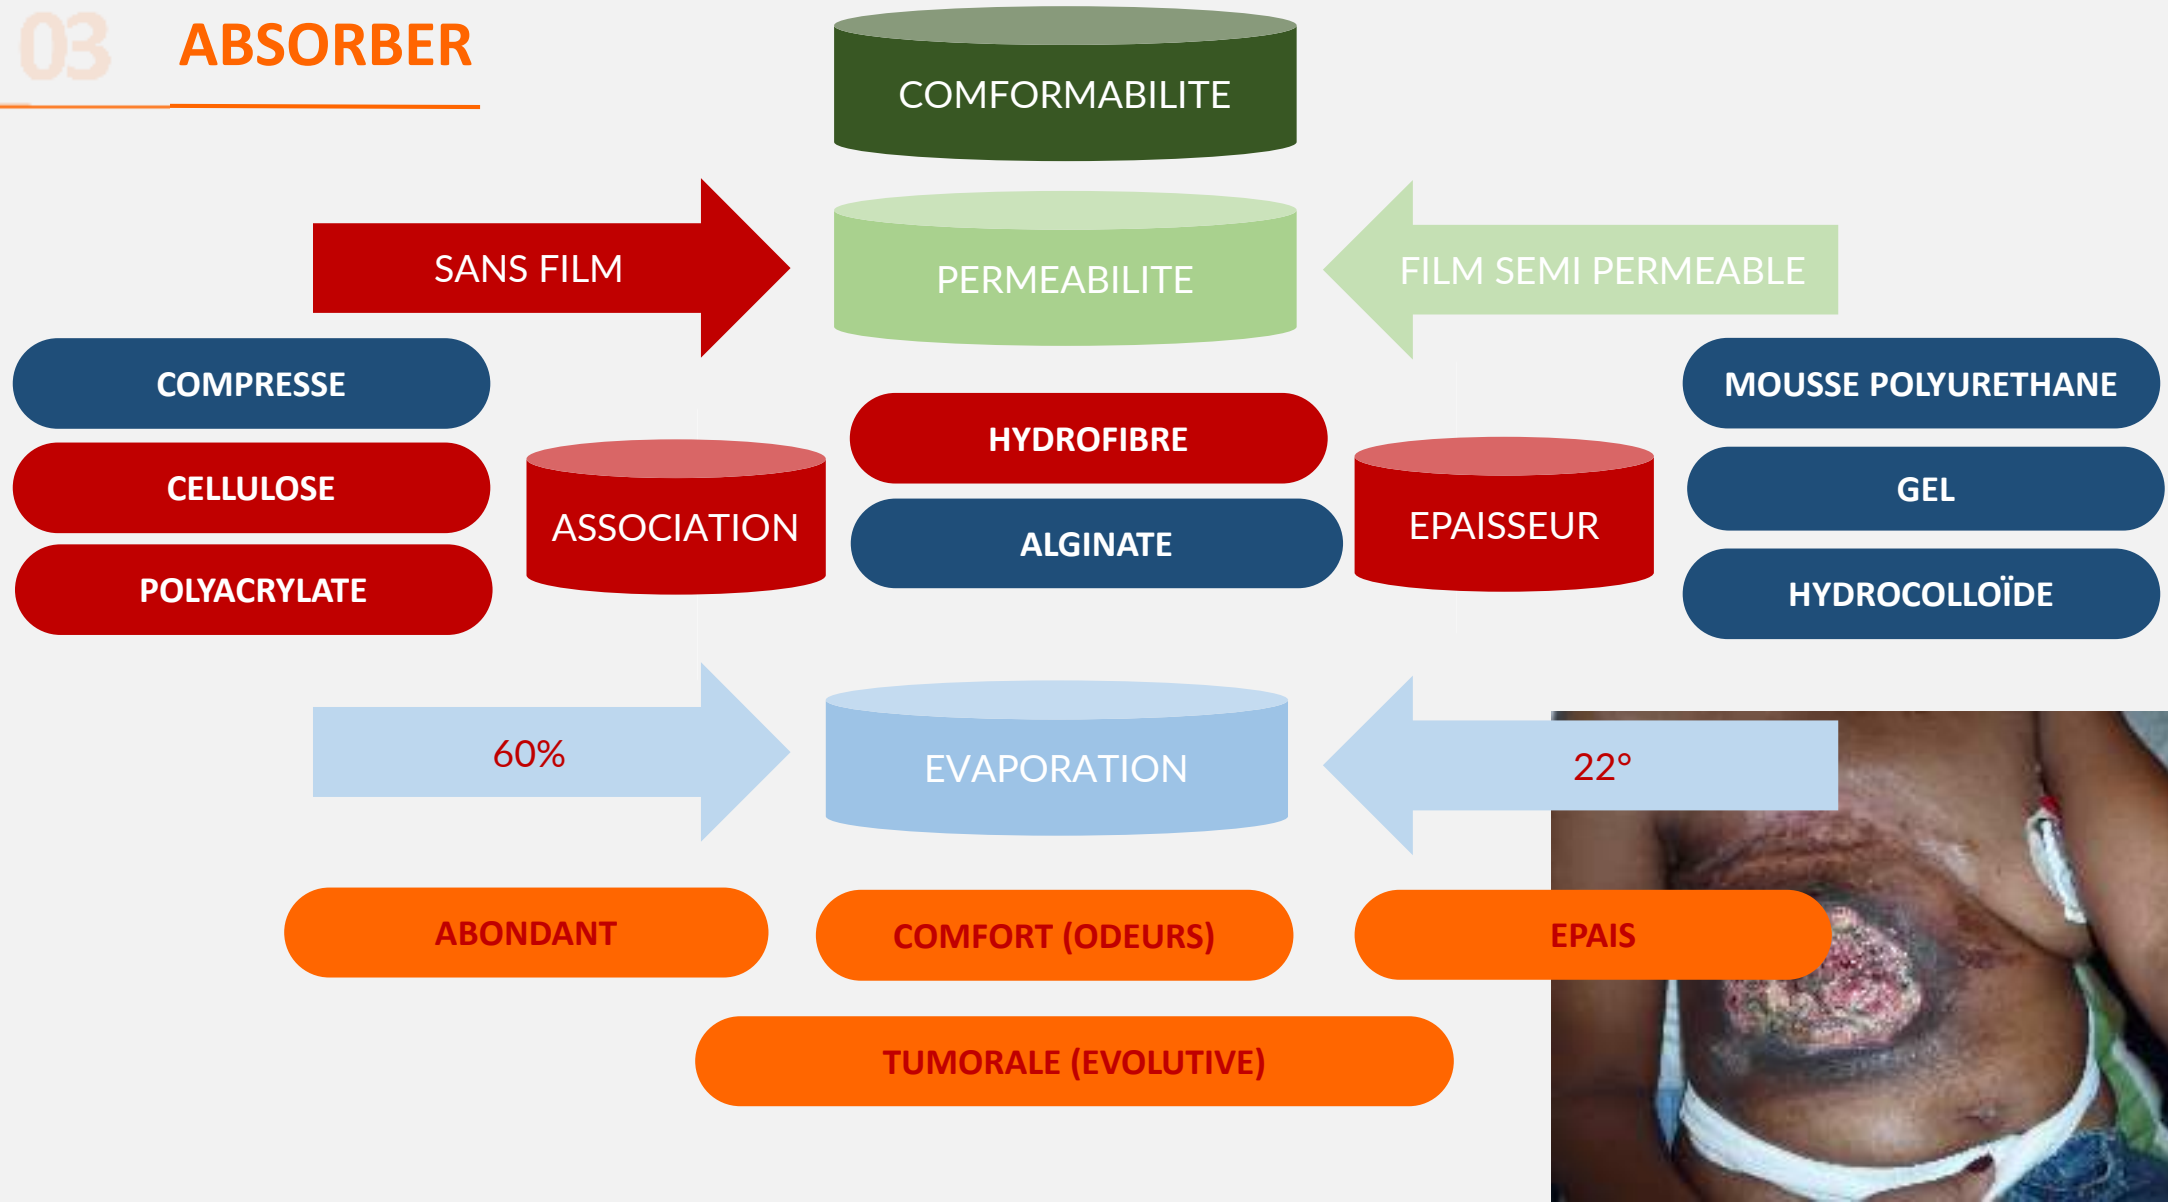 03
ABSORBER
COMFORMABILITE
SANS FILM
PERMEABILITE
FILM SEMI PERMEABLE
COMPRESSE
CELLULOSE
POLYACRYLATE
ASSOCIATION
HYDROFIBRE
ALGINATE
EPAISSEUR
MOUSSE POLYURETHANE
GEL
HYDROCOLLOÏDE
60%
EVAPORATION
22°
ABONDANT
COMFORT (ODEURS)
EPAIS
TUMORALE (EVOLUTIVE)